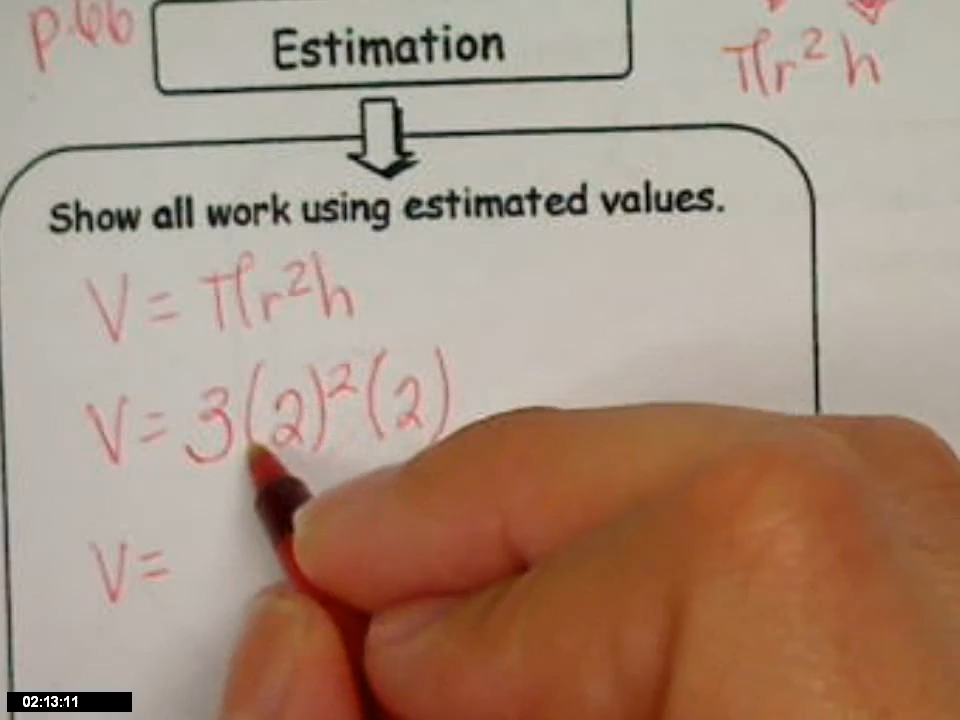 p.66
Estimation
πr²h
Show all work using estimated values.
V = πr²h
V = 3(2)²(2)
V =
02:13:11